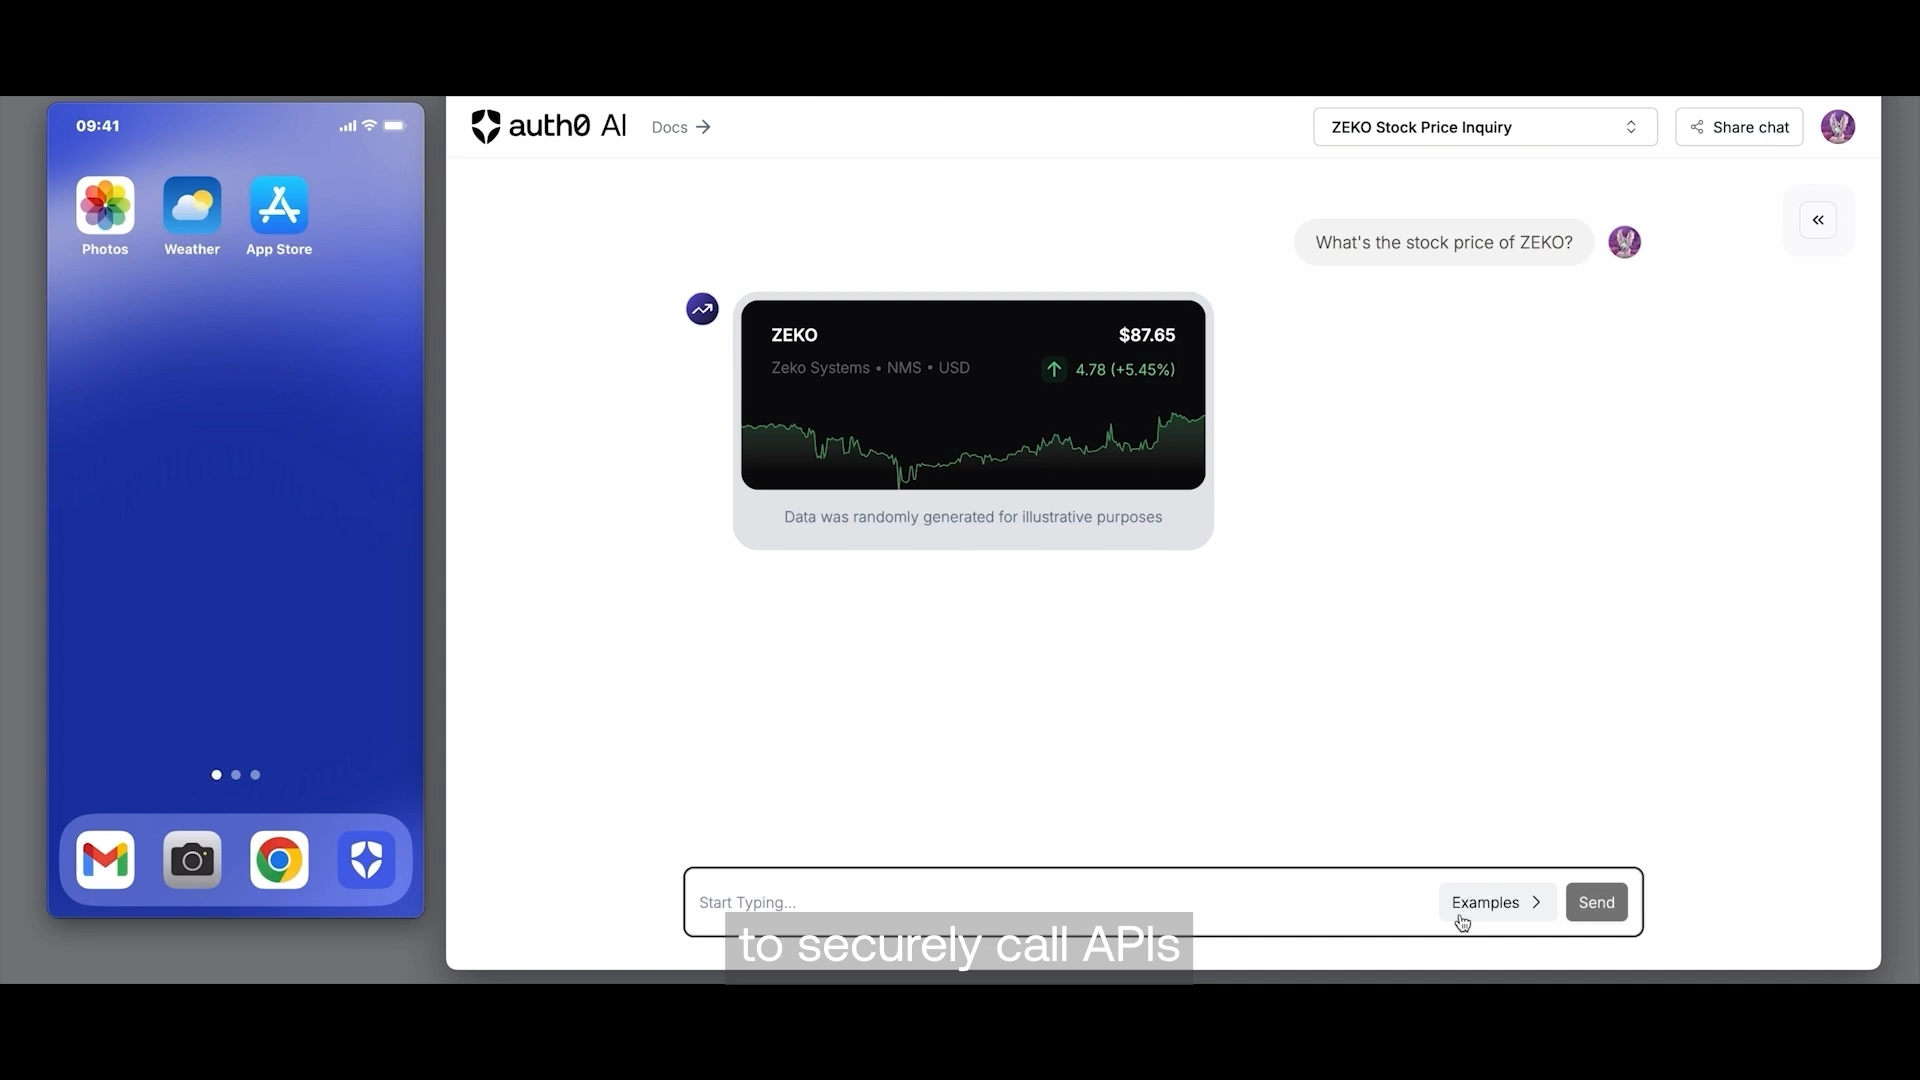 09:41
Photos
Weather
App Store
auth0 AI
Docs
ZEKO Stock Price Inquiry
Share chat
What's the stock price of ZEKO?
ZEKO
$87.65
Zeko Systems • NMS • USD
4.78 (+5.45%)
Data was randomly generated for illustrative purposes
Start Typing...
Examples
Send
to securely call APIs